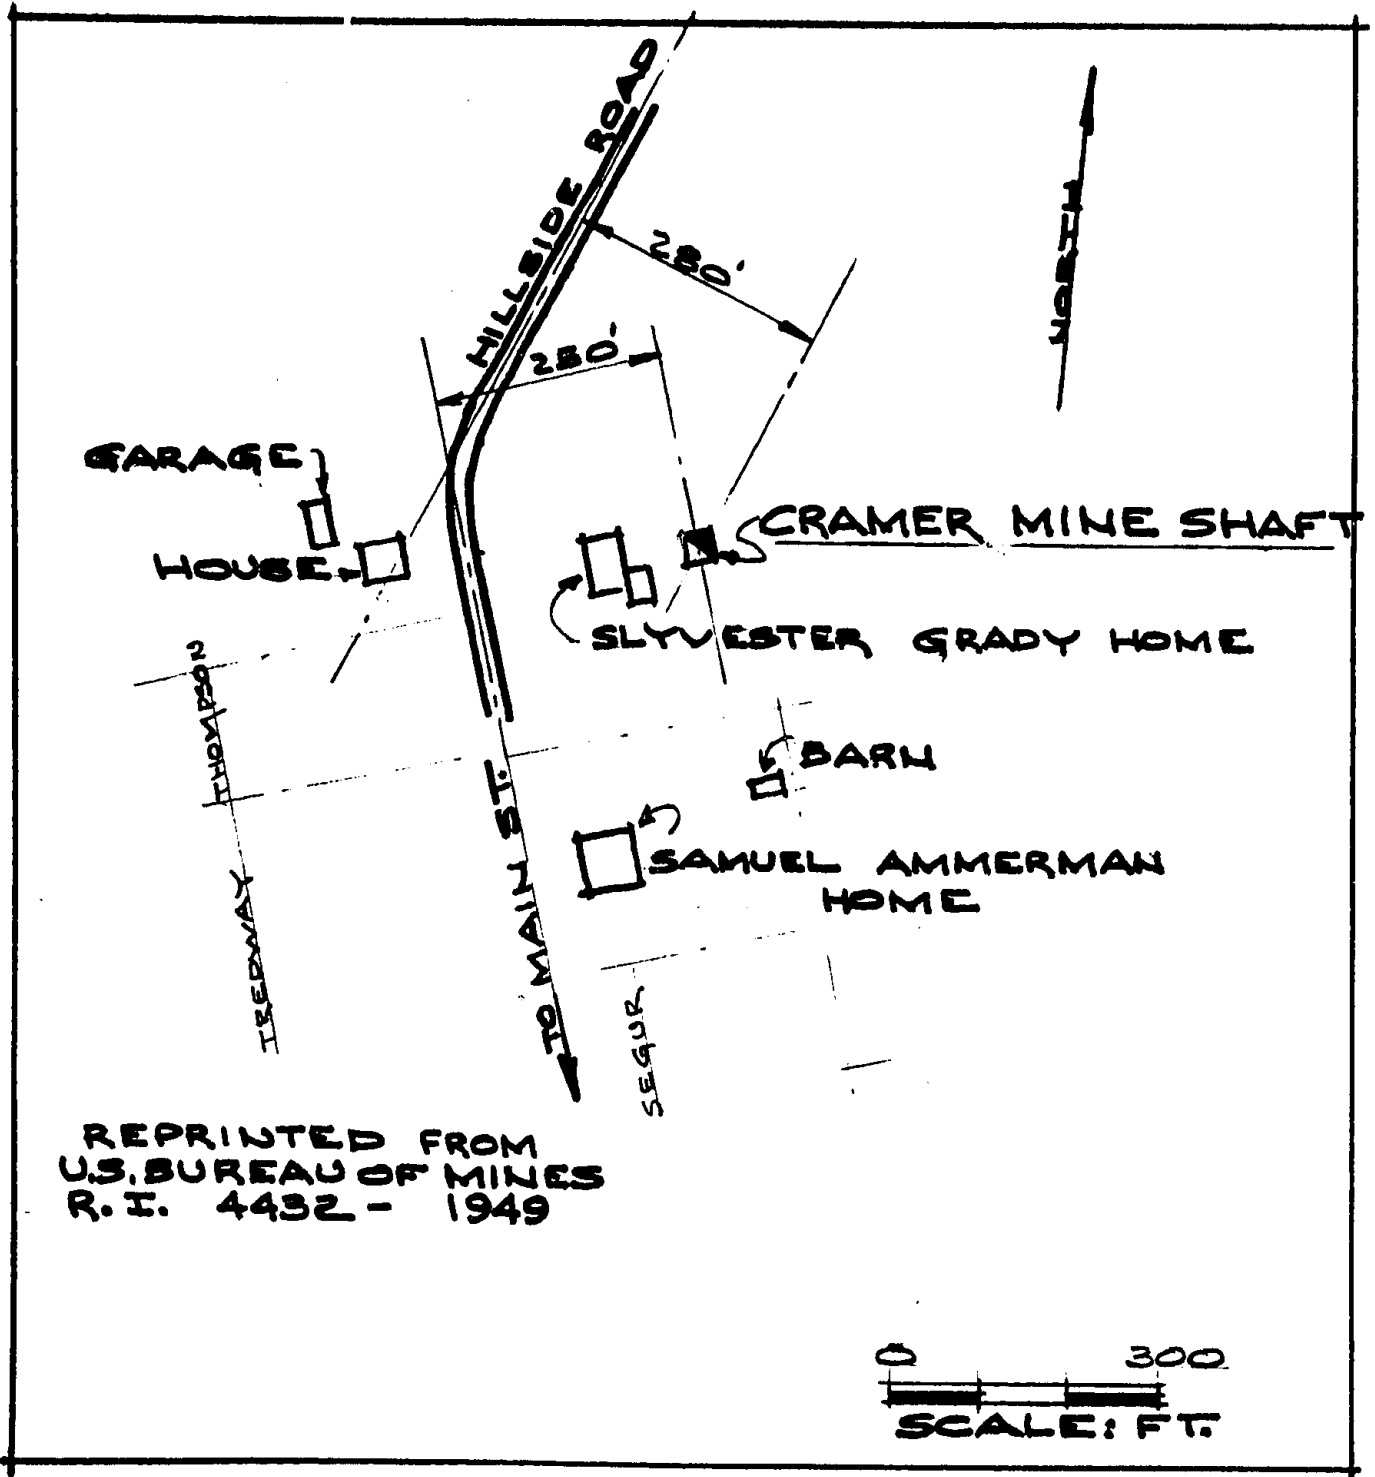 HILLSIDE ROAD
280'
250'
NORTH
GARAGE
HOUSE
CRAMER MINE SHAFT
SLYVESTER GRADY HOME
THOMPSON
BARN
TO MAIN ST.
SAMUEL AMMERMAN
HOME
TREDWAY
SEGUR
REPRINTED FROM
U.S. BUREAU OF MINES
R. I. 4432 - 1949
0 300
SCALE: FT.